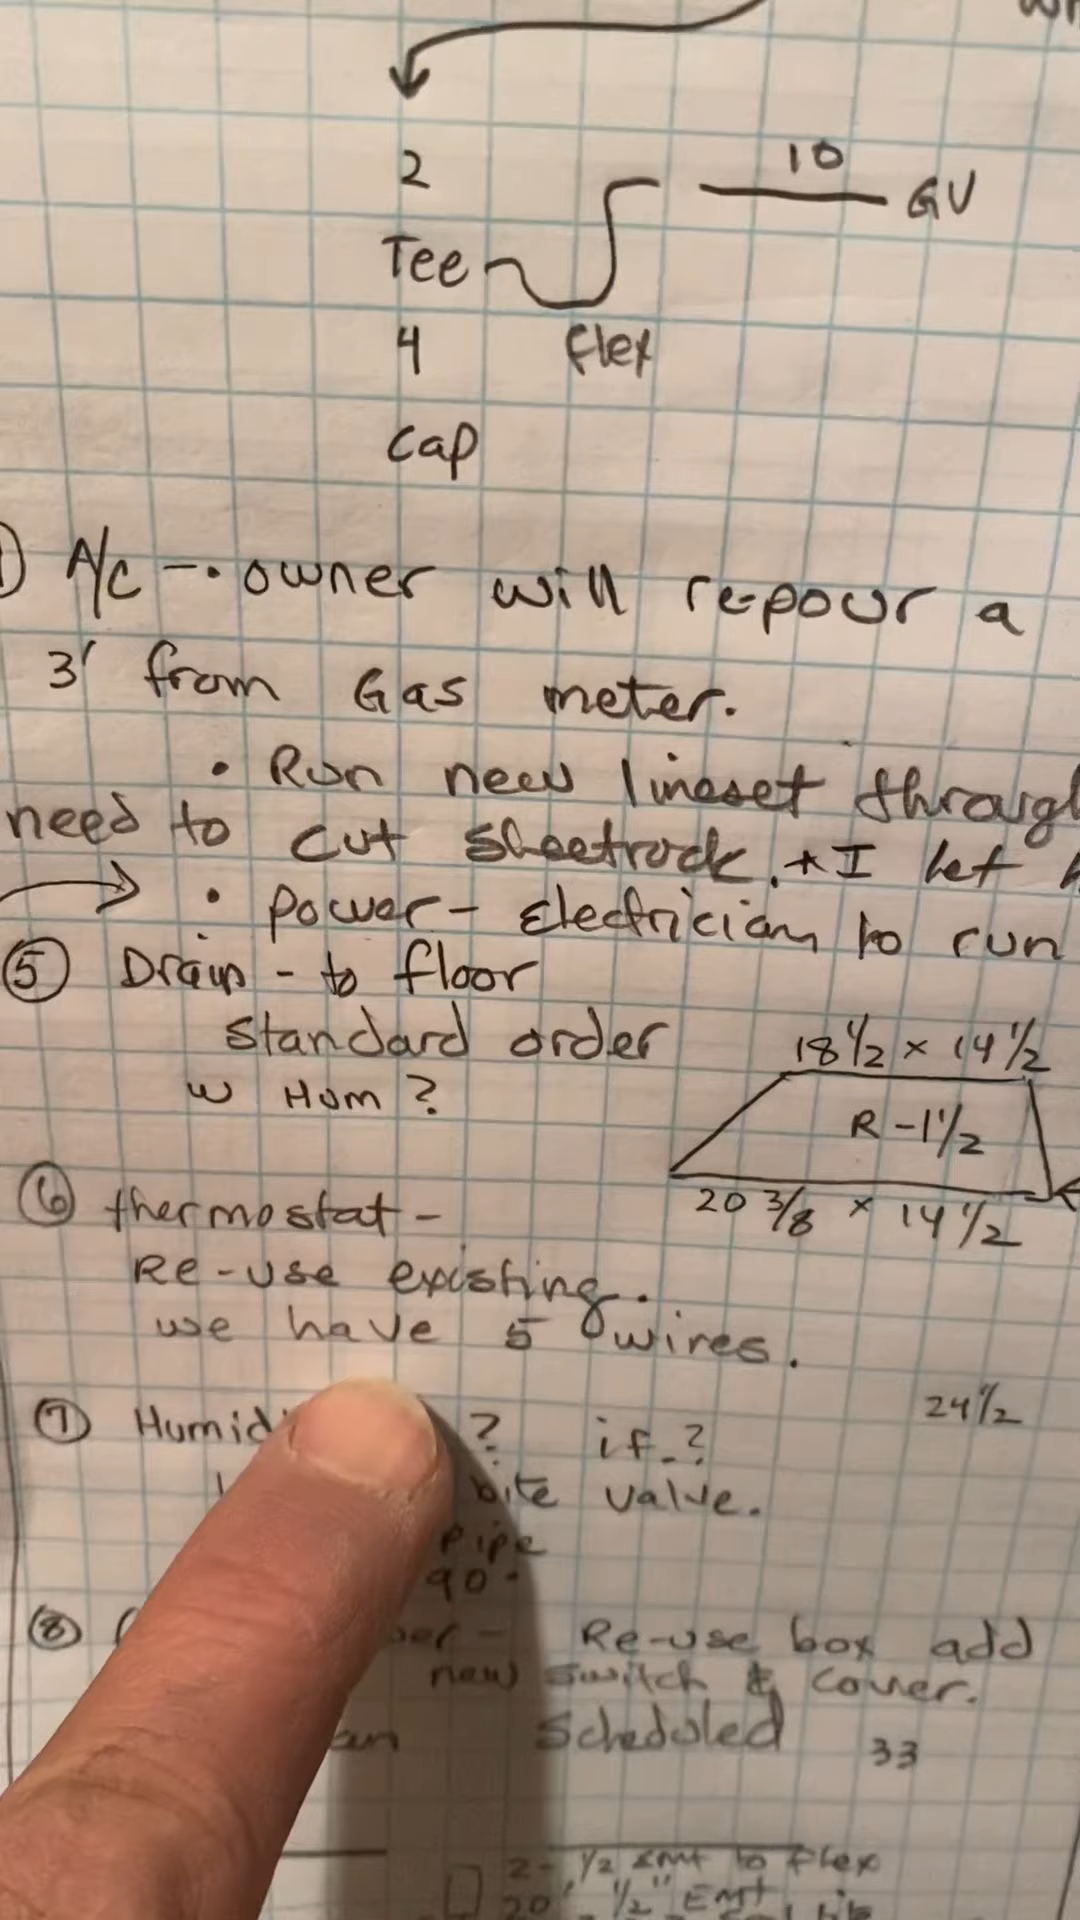 2
10
GV
Tee
4
flex
Cap
A/c - • owner will re-pour a
3' from Gas meter.
• Run new lineset through
need to cut sheetrock. * I let
• power - Electrician to run
⑤ Drain - to floor
Standard order
18 1/2 x 14 1/2
w Hum ?
R - 1 1/2
20 3/8 x 14 1/2
⑥ thermostat -
Re-use existing.
we have 5 wires.
24 1/2
⑦ Humidi ? if ?
bite valve.
pipe
90°
⑧ Re-use box add
new switch & cover.
Scheduled
33
2 - 1/2 EMT to flex
20' 1/2" EMT